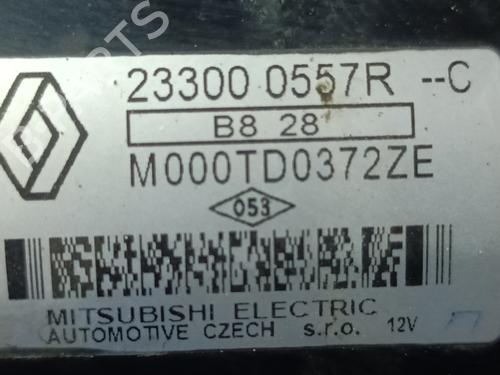 23300 0557R --C
B8 28
M000TD0372ZE
053
MITSUBISHI ELECTRIC
AUTOMOTIVE CZECH s.r.o. 12V